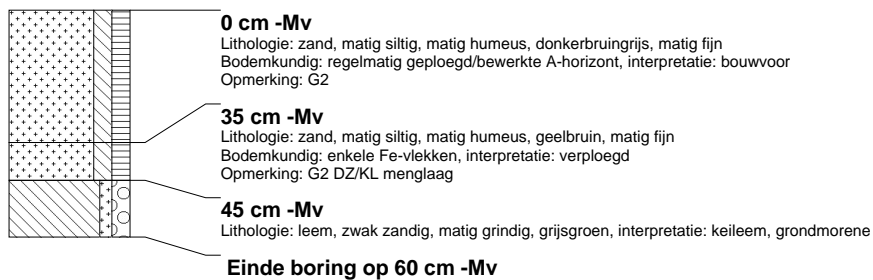 0 cm -Mv
Lithologie: zand, matig siltig, matig humeus, donkerbruingrijs, matig fijn
Bodemkundig: regelmatig geploegd/bewerkte A-horizont, interpretatie: bouwvoor
Opmerking: G2
35 cm -Mv
Lithologie: zand, matig siltig, matig humeus, geelbruin, matig fijn
Bodemkundig: enkele Fe-vlekken, interpretatie: verploegd
Opmerking: G2 DZ/KL menglaag
45 cm -Mv
Lithologie: leem, zwak zandig, matig grindig, grijsgroen, interpretatie: keileem, grondmorene
Einde boring op 60 cm -Mv